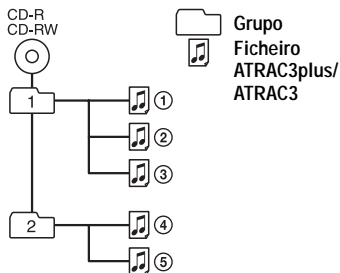 CD-R
CD-RW
Grupo
Ficheiro
ATRAC3plus/
ATRAC3
1
①
②
③
2
④
⑤